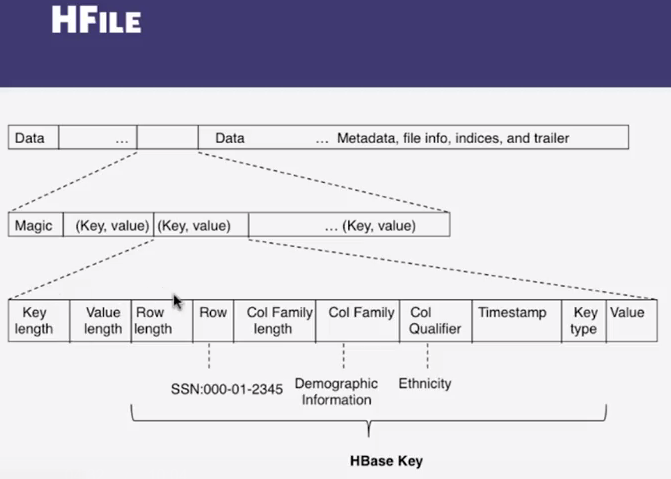 HFILE
Data ... Data ... Metadata, file info, indices, and trailer
Magic (Key, value) (Key, value) ... (Key, value)
Key length
Value length
Row length
Row
Col Family length
Col Family
Col Qualifier
Timestamp
Key type
Value
SSN:000-01-2345
Demographic
Information
Ethnicity
HBase Key